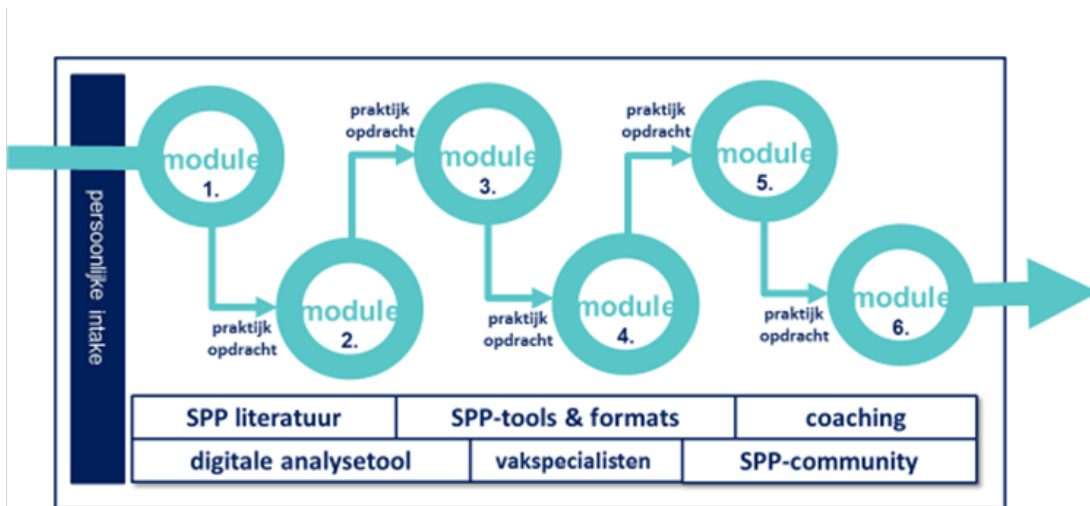 persoonlijke intake
module
1.
praktijk
opdracht
module
2.
praktijk
opdracht
module
3.
praktijk
opdracht
module
4.
praktijk
opdracht
module
5.
praktijk
opdracht
module
6.
SPP literatuur
SPP-tools & formats
coaching
digitale analysetool
vakspecialisten
SPP-community